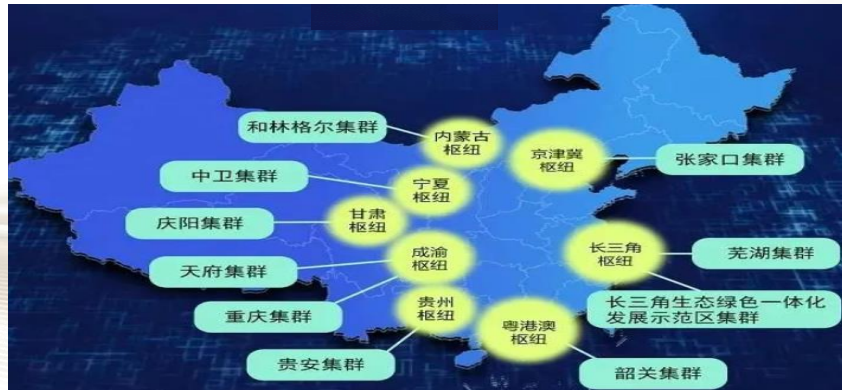 和林格尔集群
内蒙古
枢纽
京津冀
枢纽
张家口集群
中卫集群
宁夏
枢纽
庆阳集群
甘肃
枢纽
天府集群
成渝
枢纽
长三角
枢纽
芜湖集群
重庆集群
贵州
枢纽
长三角生态绿色一体化
发展示范区集群
粤港澳
枢纽
贵安集群
韶关集群